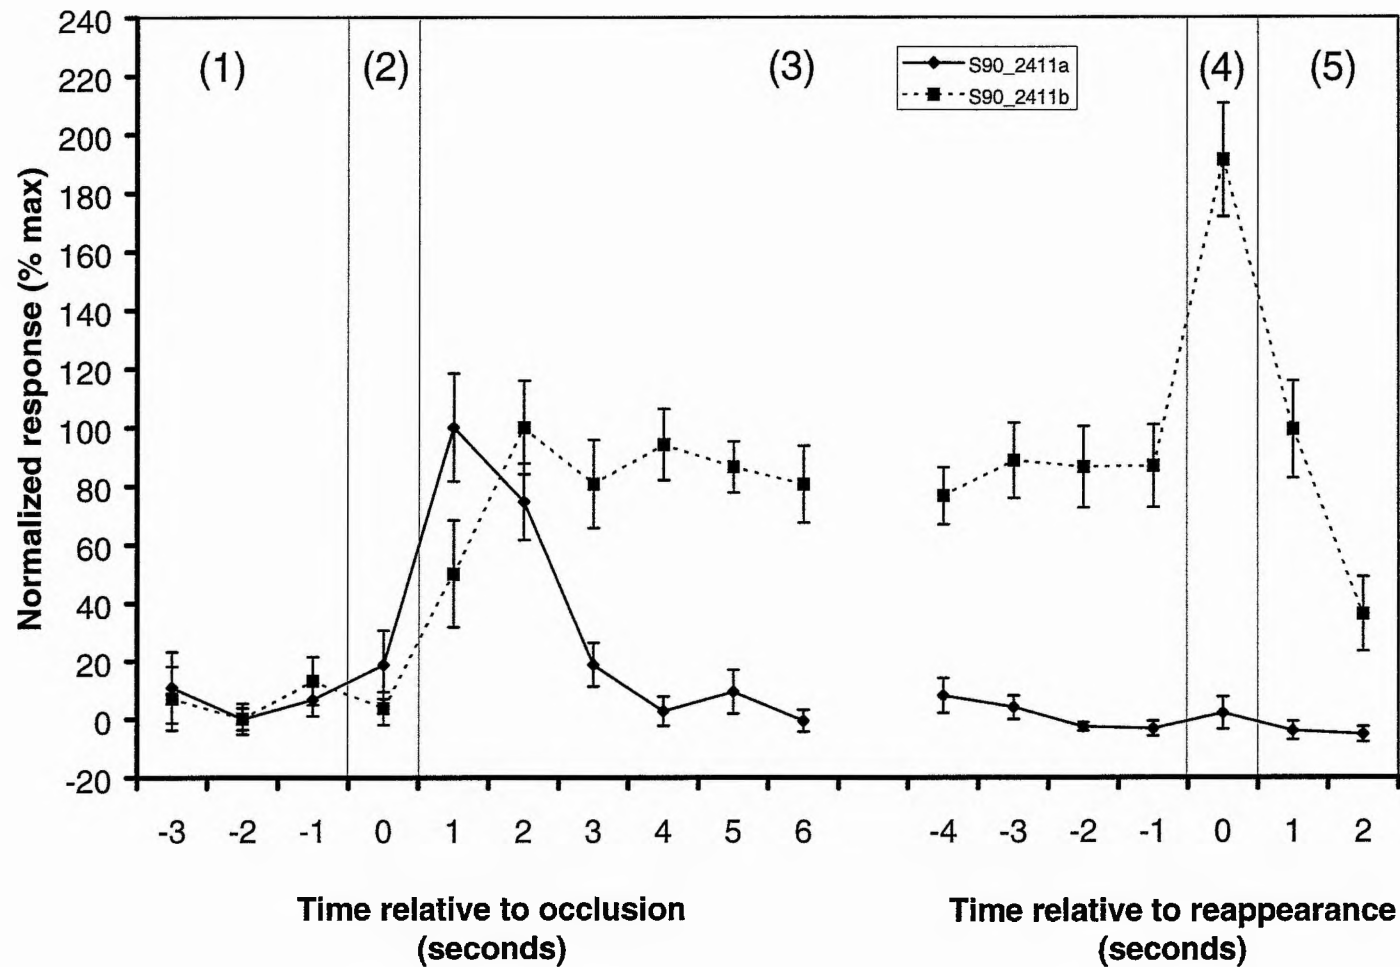 240
220
200
180
160
140
120
100
80
60
40
20
0
-20
Normalized response (% max)
(1) (2) (3) (4) (5)
S90_2411a
S90_2411b
-3 -2 -1 0 1 2 3 4 5 6 -4 -3 -2 -1 0 1 2
Time relative to occlusion
(seconds)
Time relative to reappearance
(seconds)